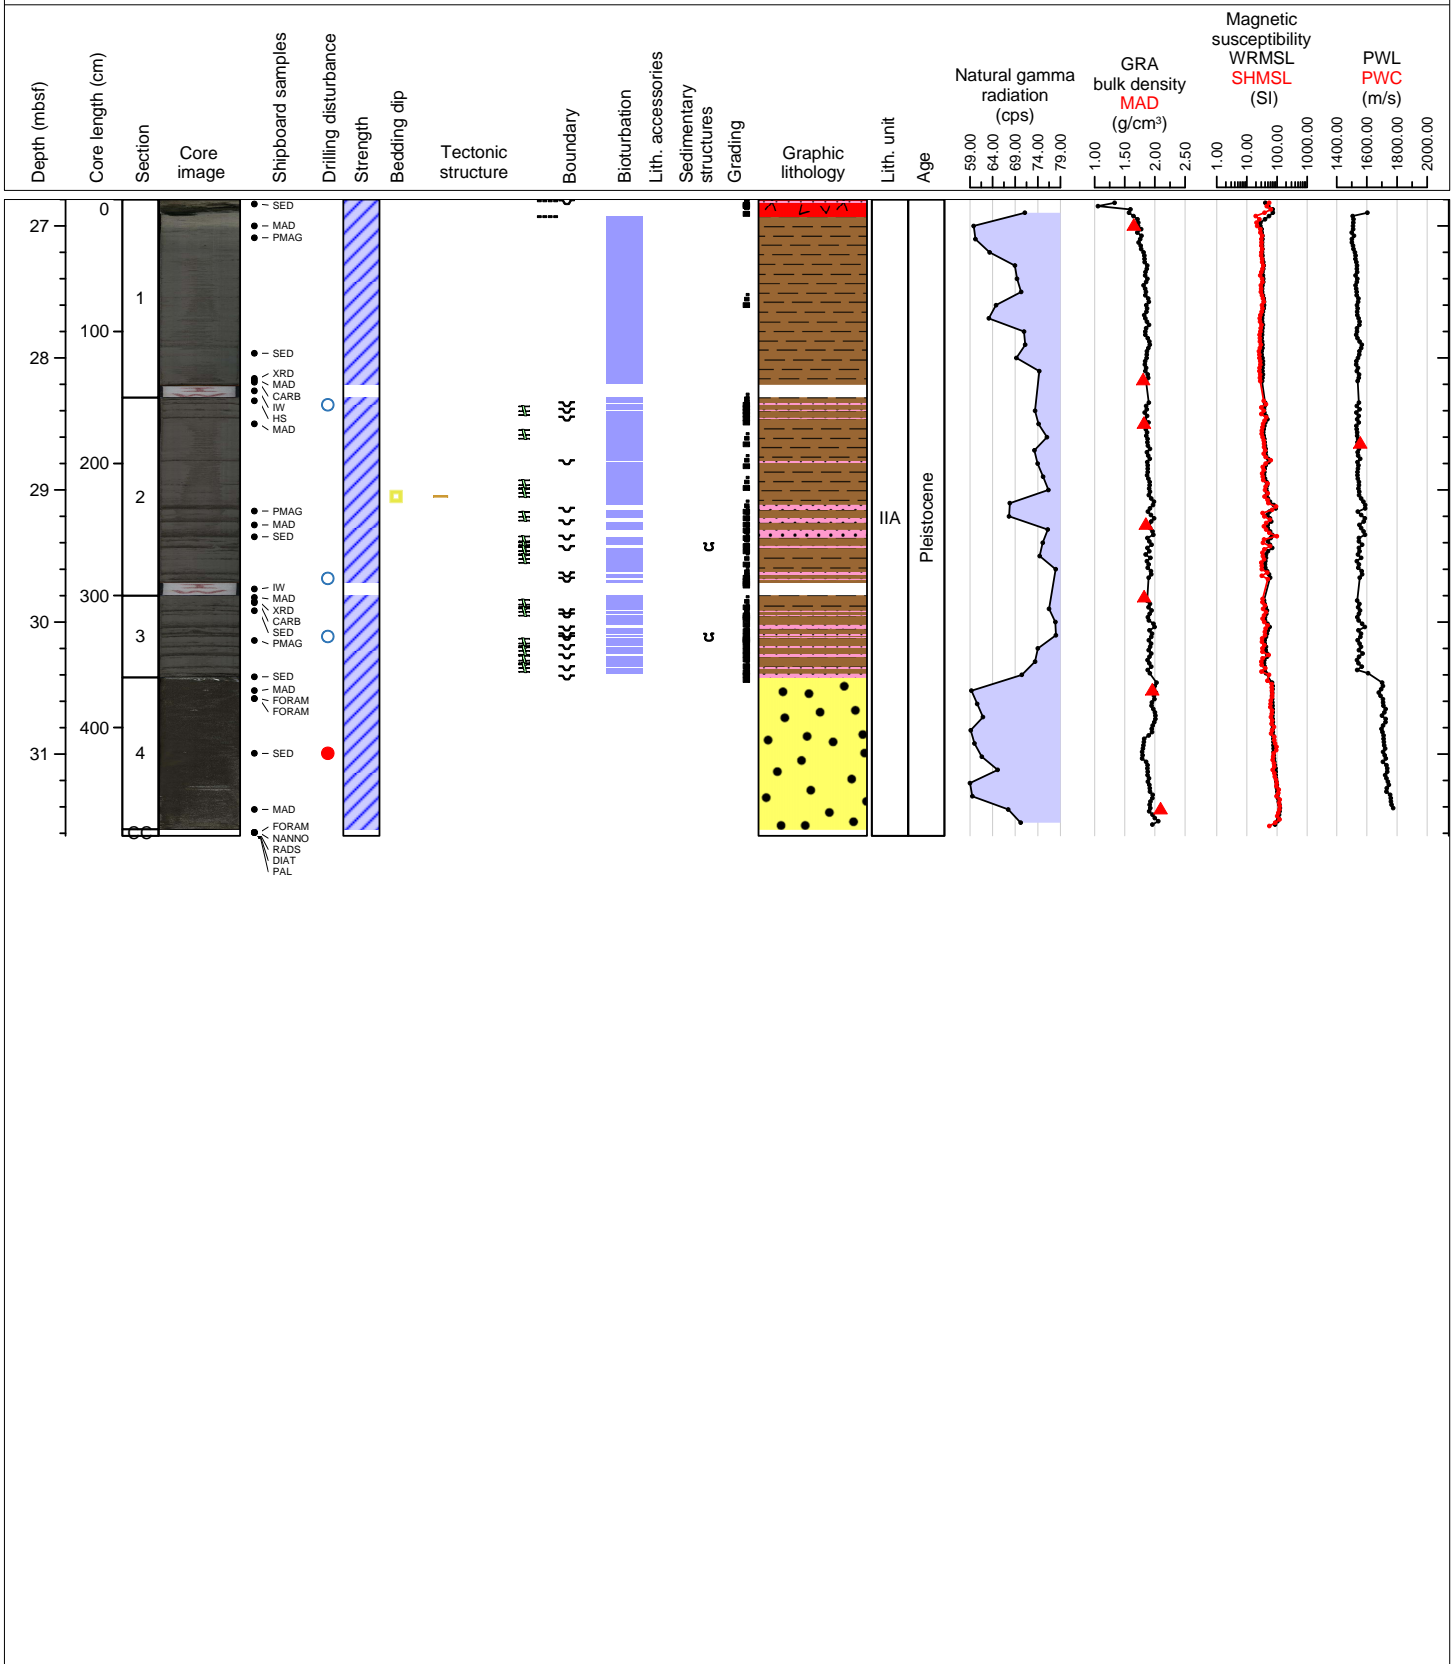 Depth (mbsf)
Core length (cm)
Section
Core
image
Shipboard samples
Drilling disturbance
Strength
Bedding dip
Tectonic
structure
Boundary
Bioturbation
Lith. accessories
Sedimentary
structures
Grading
Graphic
lithology
Lith. unit
Age
Natural gamma
radiation
(cps)
59.00
64.00
69.00
74.00
79.00
GRA
bulk density
MAD
(g/cm³)
1.00
1.50
2.00
2.50
Magnetic
susceptibility
WRMSL
SHMSL
(SI)
1.00
10.00
100.00
1000.00
PWL
PWC
(m/s)
1400.00
1600.00
1800.00
2000.00
27
28
29
30
31
0
100
200
300
400
1
2
3
4
CC
SED
MAD
PMAG
SED
XRD
MAD
CARB
IW
HS
MAD
PMAG
MAD
SED
IW
MAD
XRD
CARB
SED
PMAG
SED
MAD
FORAM
FORAM
SED
MAD
FORAM
NANNO
RADS
DIAT
PAL
IIA
Pleistocene